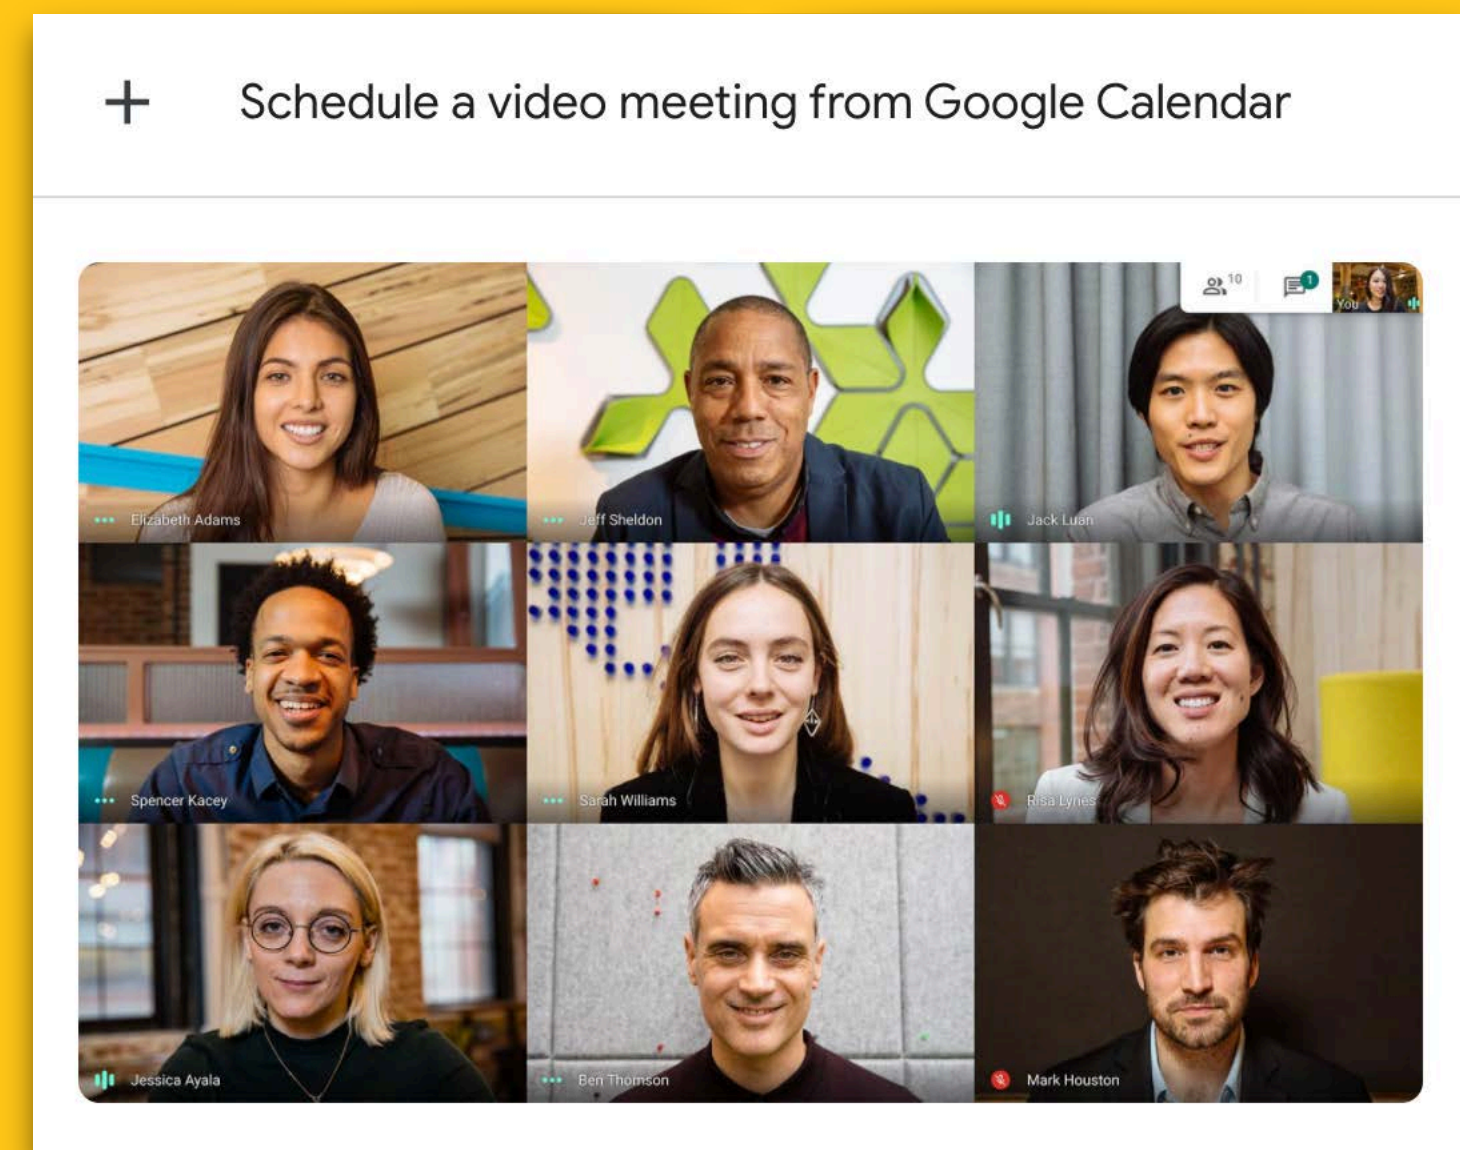 Schedule a video meeting from Google Calendar
10
1
You
Elizabeth Adams
Jeff Sheldon
Jack Luan
Spencer Kacey
Sarah Williams
Risa Lynes
Jessica Ayala
Ben Thomson
Mark Houston